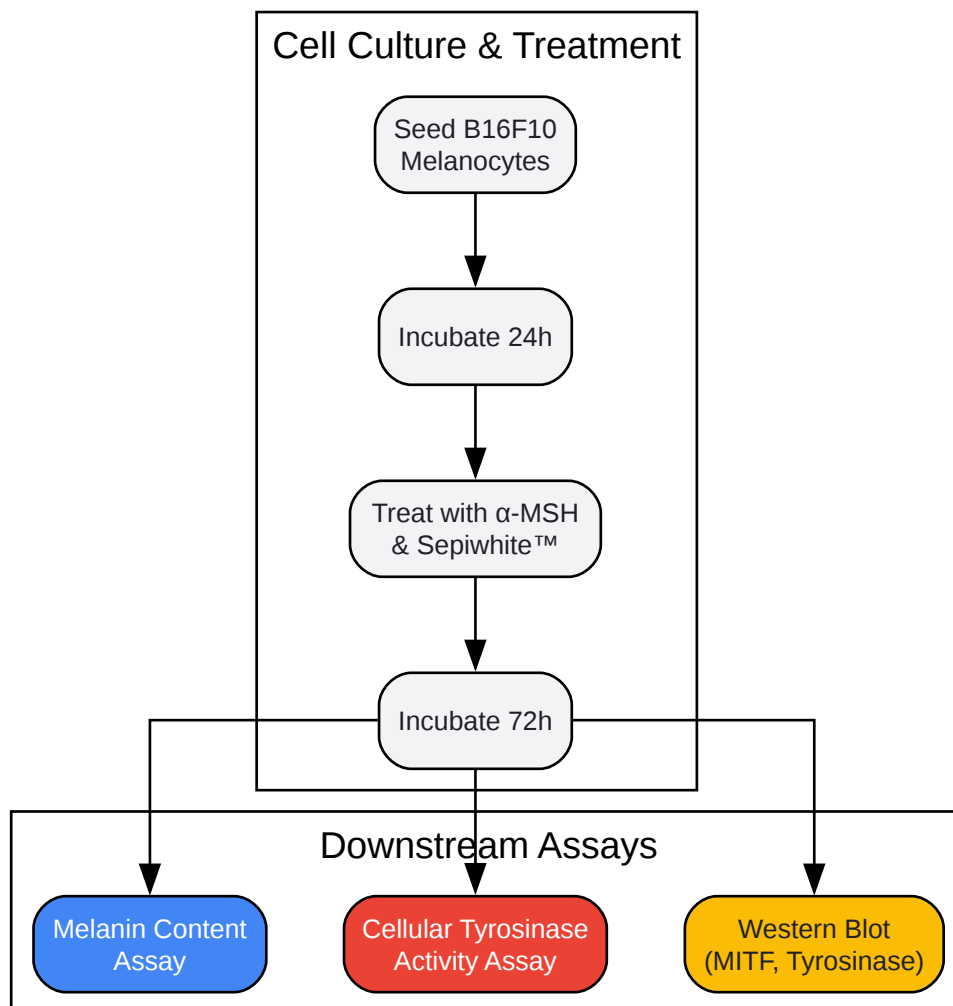 Cell Culture & Treatment
Seed B16F10
Melanocytes
Incubate 24h
Treat with α-MSH
& Sepiwhite™
Incubate 72h
Downstream Assays
Melanin Content
Assay
Cellular Tyrosinase
Activity Assay
Western Blot
(MITF, Tyrosinase)